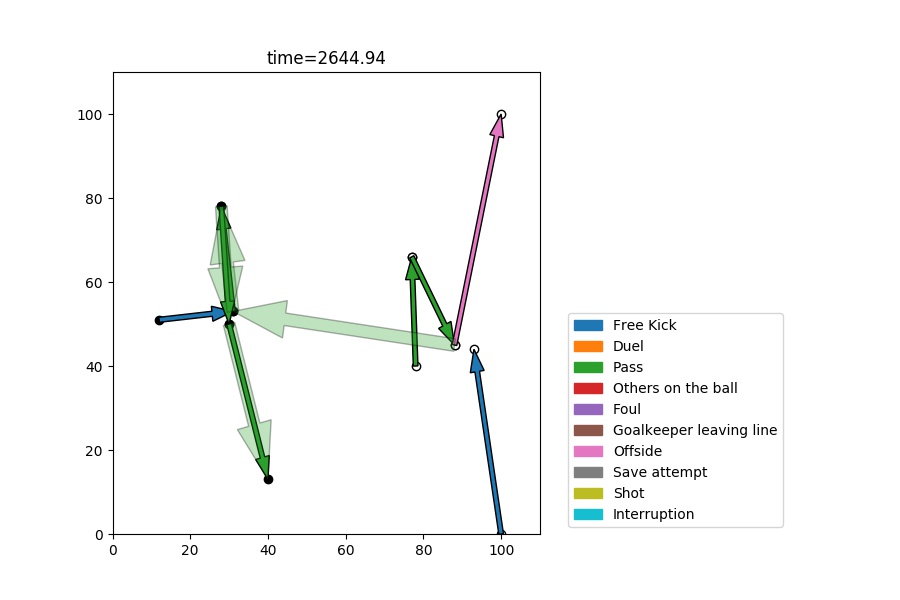 time=2644.94
100
80
60
40
20
0
0 20 40 60 80 100
Free Kick
Duel
Pass
Others on the ball
Foul
Goalkeeper leaving line
Offside
Save attempt
Shot
Interruption